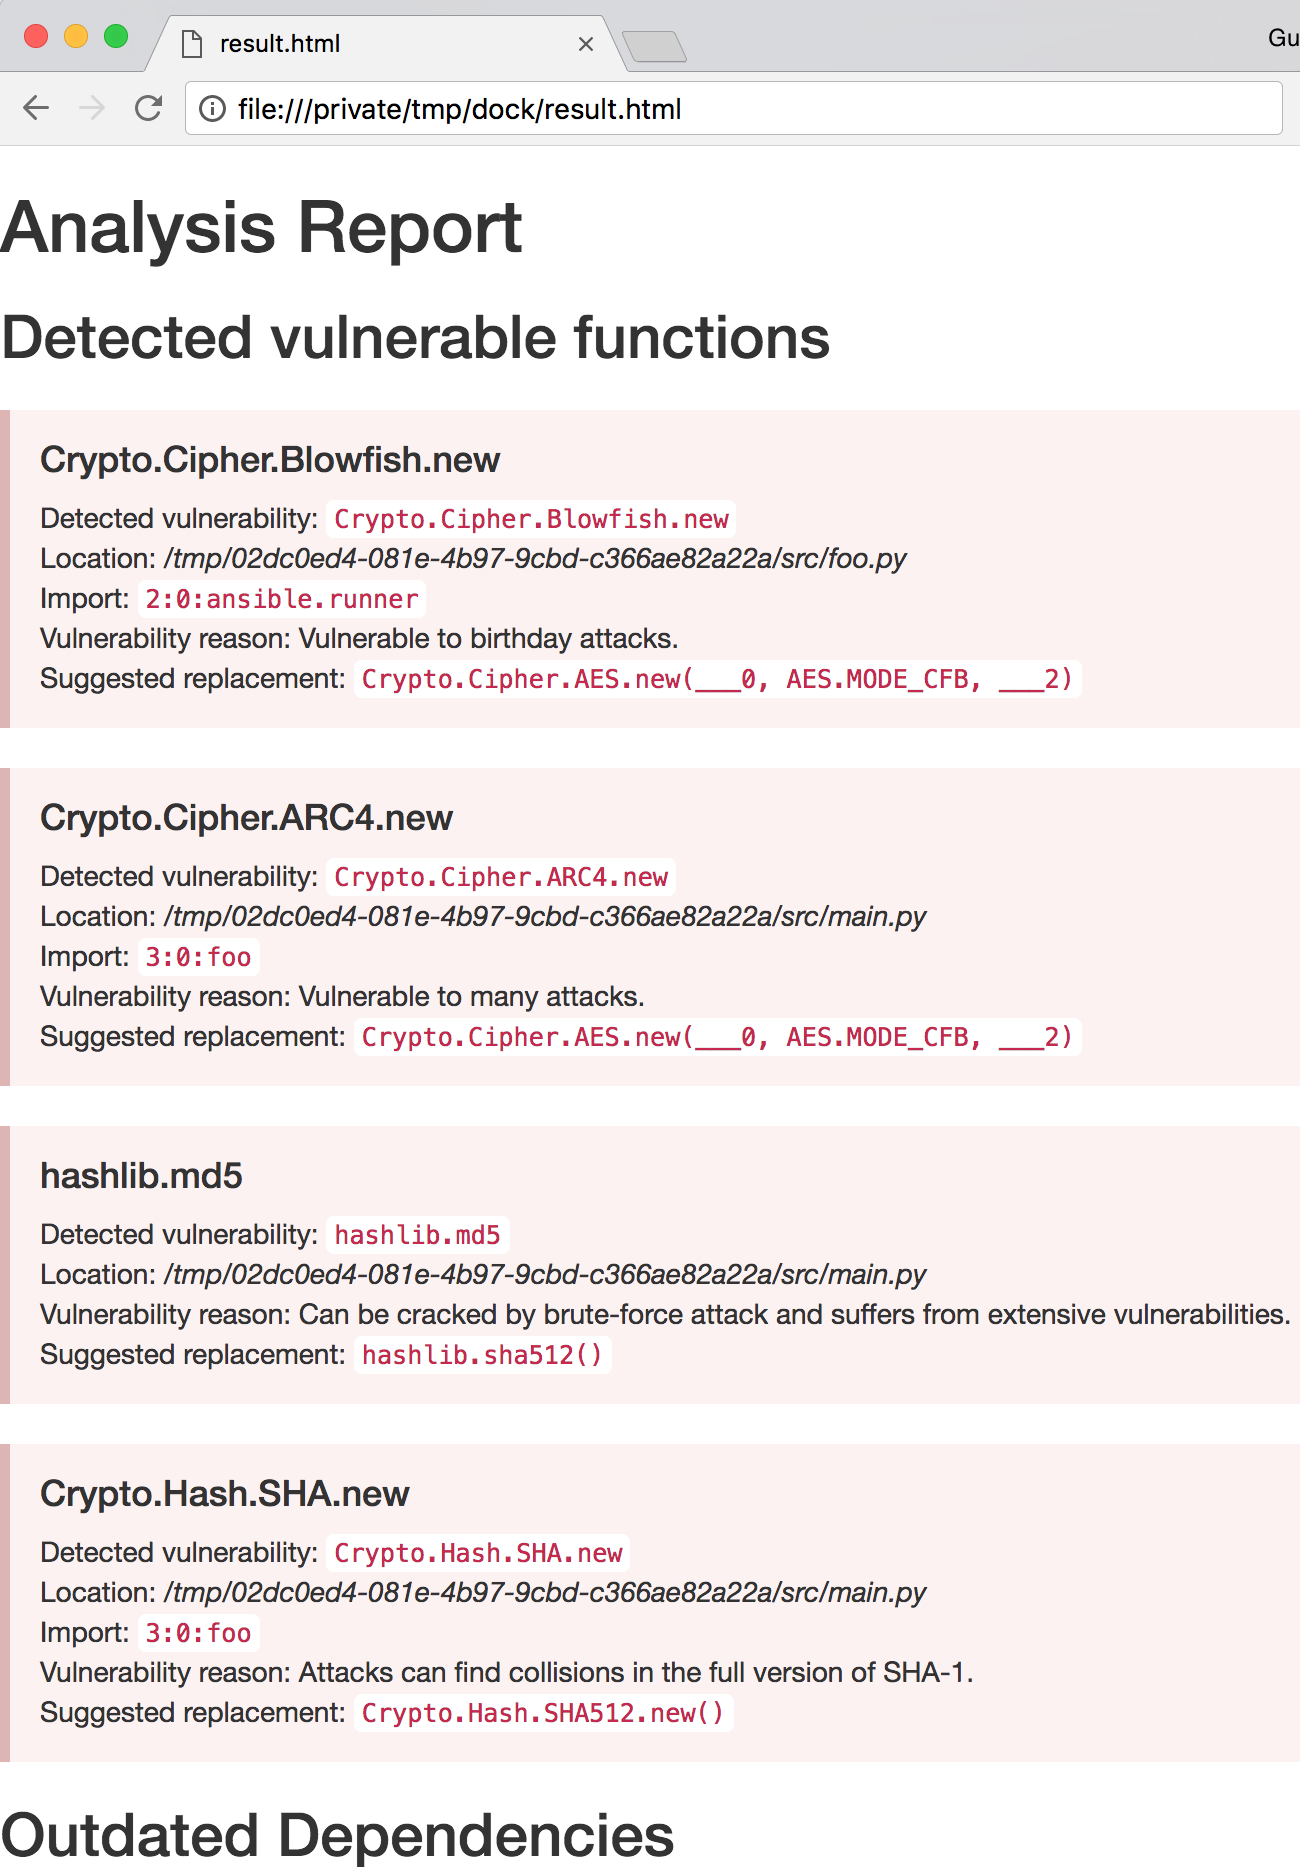 result.html
Gu
file:///private/tmp/dock/result.html
Analysis Report
Detected vulnerable functions
Crypto.Cipher.Blowfish.new
Detected vulnerability: Crypto.Cipher.Blowfish.new
Location: /tmp/02dc0ed4-081e-4b97-9cbd-c366ae82a22a/src/foo.py
Import: 2:0:ansible.runner
Vulnerability reason: Vulnerable to birthday attacks.
Suggested replacement: Crypto.Cipher.AES.new(___0, AES.MODE_CFB, ___2)
Crypto.Cipher.ARC4.new
Detected vulnerability: Crypto.Cipher.ARC4.new
Location: /tmp/02dc0ed4-081e-4b97-9cbd-c366ae82a22a/src/main.py
Import: 3:0:foo
Vulnerability reason: Vulnerable to many attacks.
Suggested replacement: Crypto.Cipher.AES.new(___0, AES.MODE_CFB, ___2)
hashlib.md5
Detected vulnerability: hashlib.md5
Location: /tmp/02dc0ed4-081e-4b97-9cbd-c366ae82a22a/src/main.py
Vulnerability reason: Can be cracked by brute-force attack and suffers from extensive vulnerabilities.
Suggested replacement: hashlib.sha512()
Crypto.Hash.SHA.new
Detected vulnerability: Crypto.Hash.SHA.new
Location: /tmp/02dc0ed4-081e-4b97-9cbd-c366ae82a22a/src/main.py
Import: 3:0:foo
Vulnerability reason: Attacks can find collisions in the full version of SHA-1.
Suggested replacement: Crypto.Hash.SHA512.new()
Outdated Dependencies